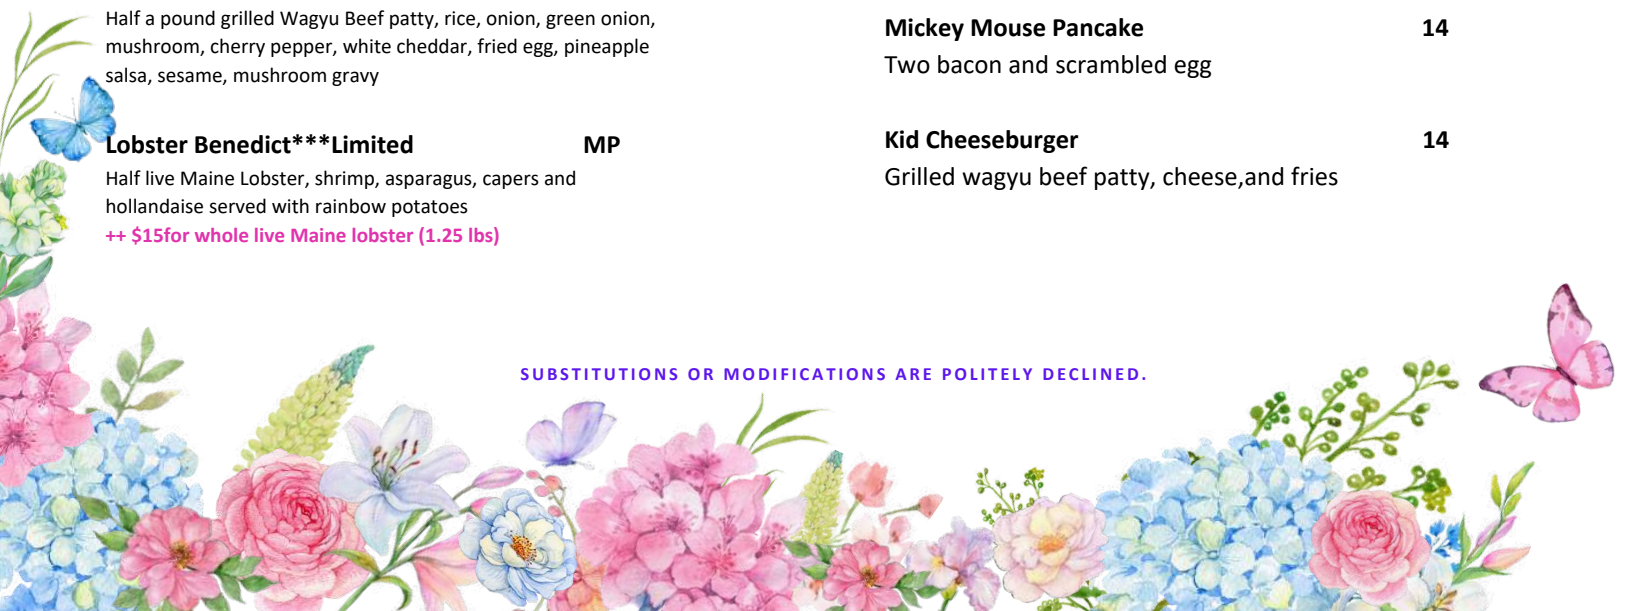 Half a pound grilled Wagyu Beef patty, rice, onion, green onion,
mushroom, cherry pepper, white cheddar, fried egg, pineapple
salsa, sesame, mushroom gravy
Lobster Benedict***Limited MP
Half live Maine Lobster, shrimp, asparagus, capers and
hollandaise served with rainbow potatoes
++ $15for whole live Maine lobster (1.25 lbs)
Mickey Mouse Pancake 14
Two bacon and scrambled egg
Kid Cheeseburger 14
Grilled wagyu beef patty, cheese,and fries
SUBSTITUTIONS OR MODIFICATIONS ARE POLITELY DECLINED.